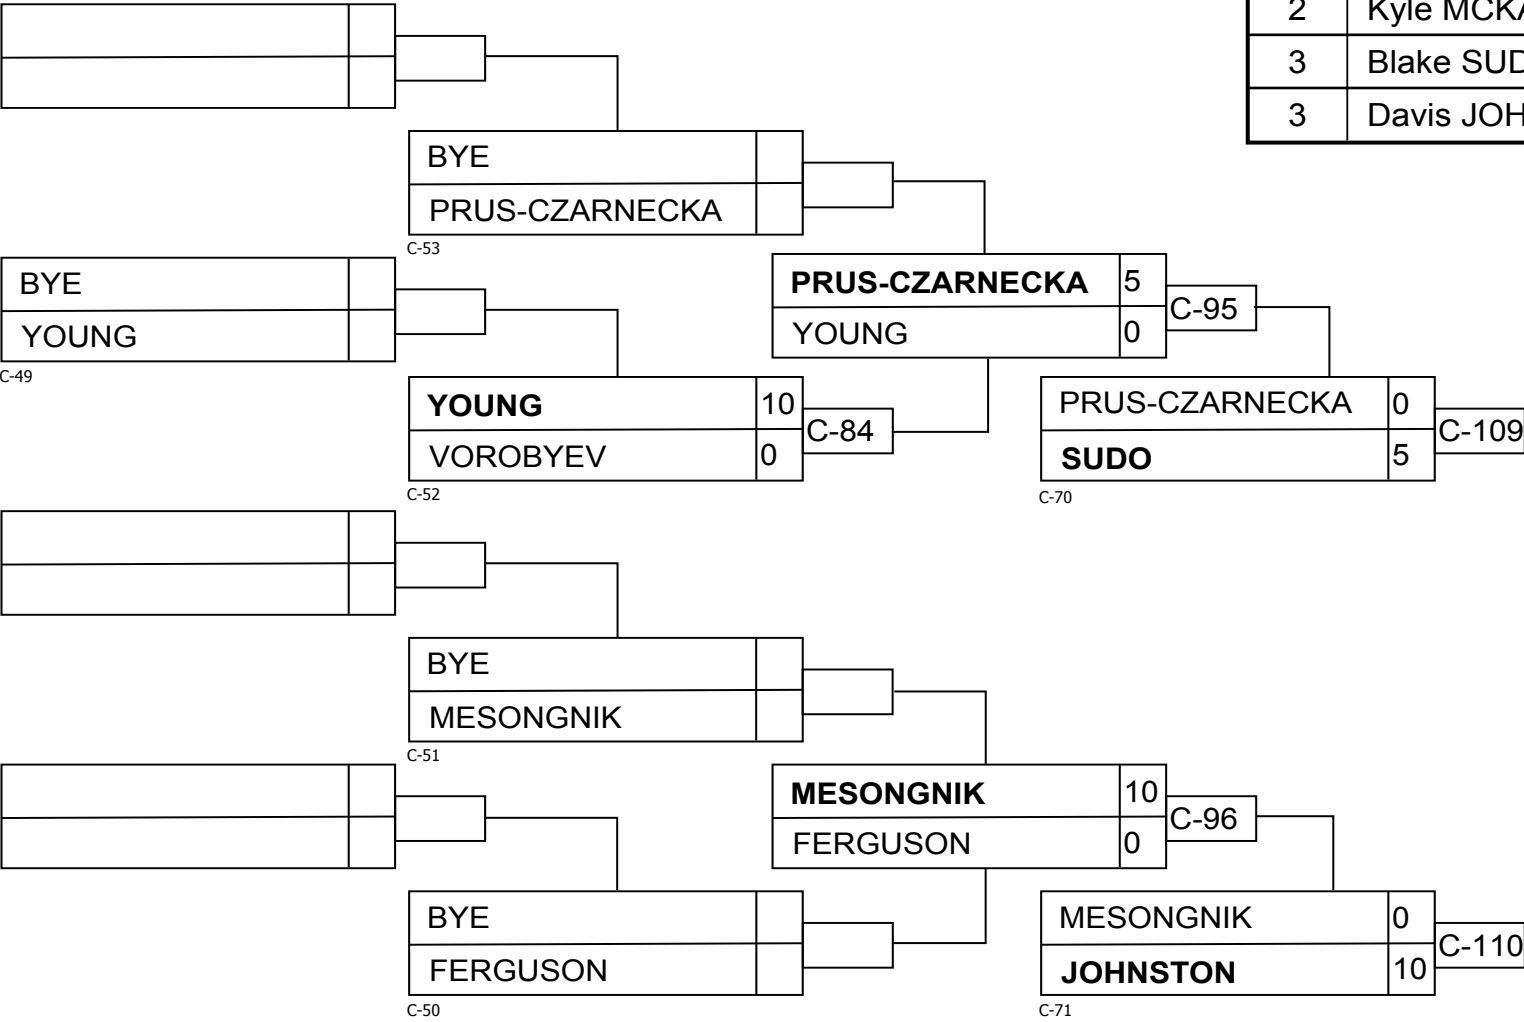 2
3 Blake
3 Davis
BYE
PRUS-CZARNECKA
C-53
BYE
YOUNG
C-49
PRUS-CZARNECKA 5
YOUNG 0
C-95
YOUNG 10
VOROBYEV 0
C-84
C-52
PRUS-CZARNECKA 0
SUDO 5
C-109
C-70
BYE
MESONGNIK
C-51
MESONGNIK 10
FERGUSON 0
C-96
BYE
FERGUSON
C-50
MESONGNIK 0
JOHNSTON 10
C-110
C-71